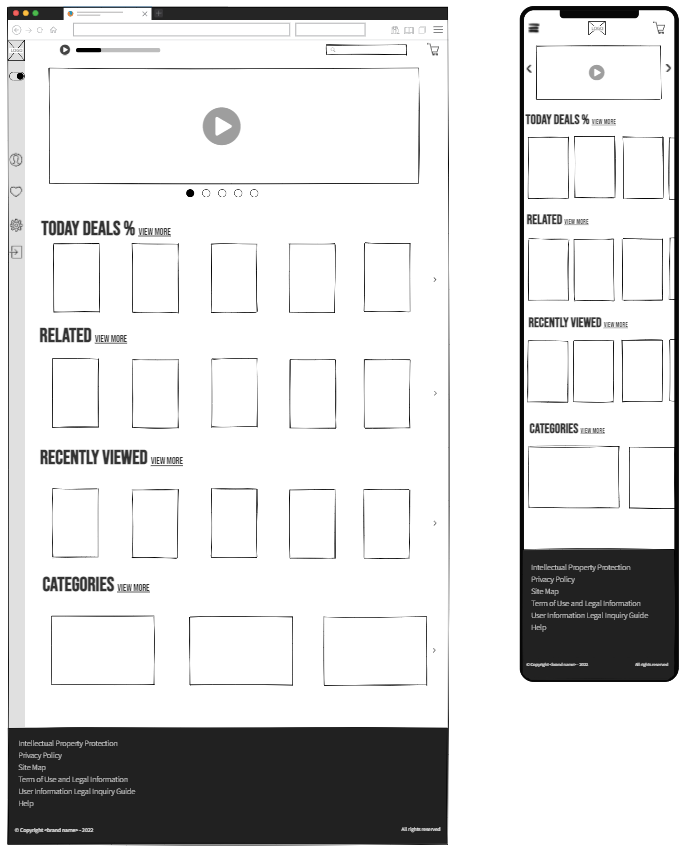 LOGO
TODAY DEALS % VIEW MORE
RELATED VIEW MORE
RECENTLY VIEWED VIEW MORE
CATEGORIES VIEW MORE
Intellectual Property Protection
Privacy Policy
Site Map
Term of Use and Legal Information
User Information Legal Inquiry Guide
Help
© Copyright <brand name> - 2022
All rights reserved
LOGO
TODAY DEALS % VIEW MORE
RELATED VIEW MORE
RECENTLY VIEWED VIEW MORE
CATEGORIES VIEW MORE
Intellectual Property Protection
Privacy Policy
Site Map
Term of Use and Legal Information
User Information Legal Inquiry Guide
Help
© Copyright <brand name> - 2022
All rights reserved